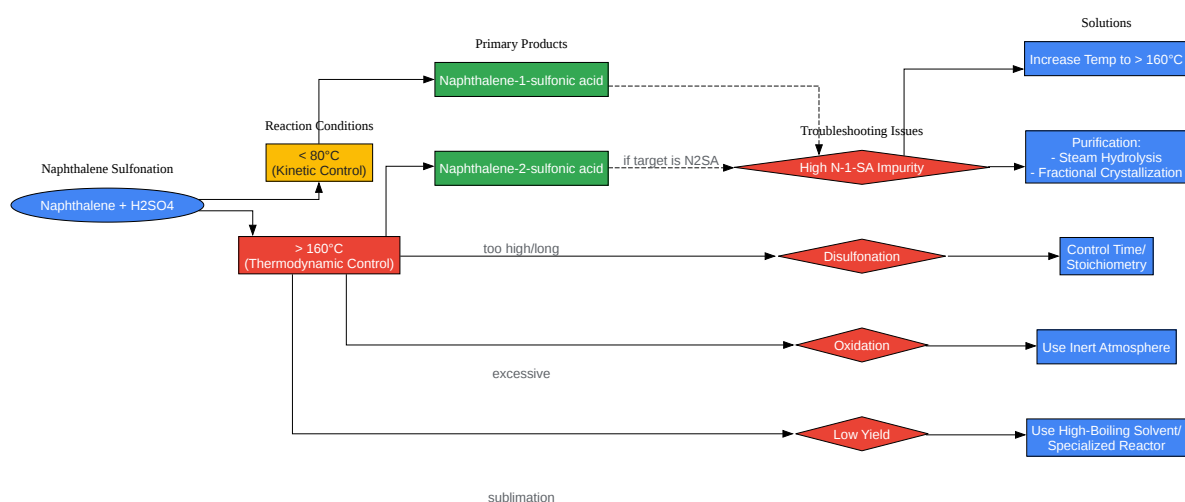 Solutions
Primary Products
Increase Temp to > 160°C
Naphthalene-1-sulfonic acid
Reaction Conditions
Troubleshooting Issues
< 80°C
(Kinetic Control)
Purification:
- Steam Hydrolysis
- Fractional Crystallization
Naphthalene Sulfonation
Naphthalene-2-sulfonic acid
if target is N2SA
High N-1-SA Impurity
Naphthalene + H2SO4
> 160°C
(Thermodynamic Control)
too high/long
Disulfonation
Control Time/
Stoichiometry
Oxidation
Use Inert Atmosphere
excessive
Low Yield
Use High-Boiling Solvent/
Specialized Reactor
sublimation